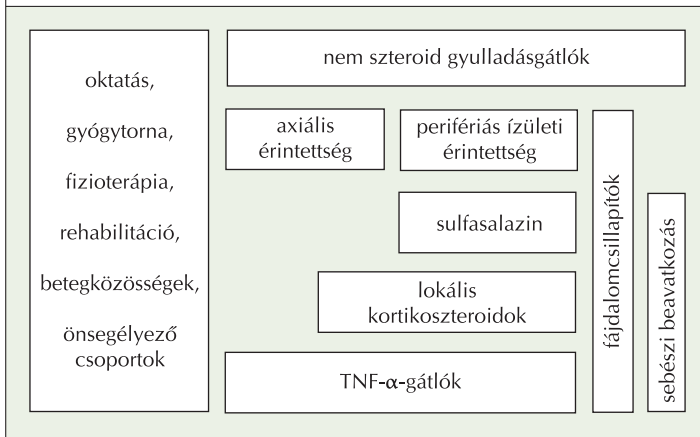 oktatás,
gyógytorna,
fizioterápia,
rehabilitáció,
betegközösségek,
önsegélyező
csoportok
nem szteroid gyulladásgátlók
axiális
érintettség
perifériás ízületi
érintettség
sulfasalazin
lokális
kortikoszteroidok
TNF-α-gátlók
fájdalomcsillapítók
sebészi beavatkozás